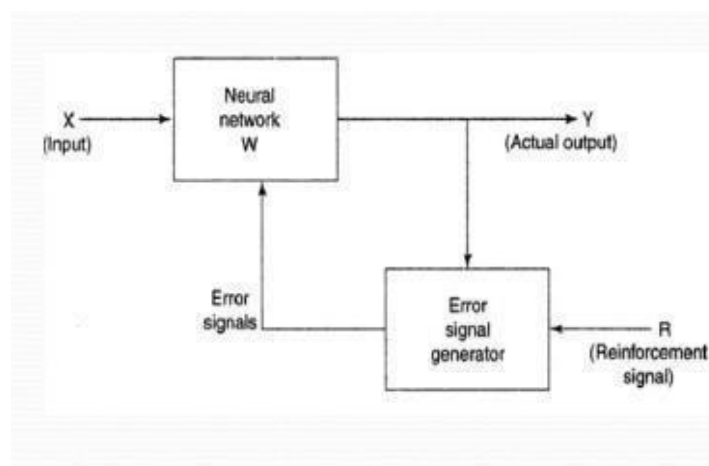 Neural
network
W
X
(Input)
Y
(Actual output)
Error
signals
Error
signal
generator
R
(Reinforcement
signal)